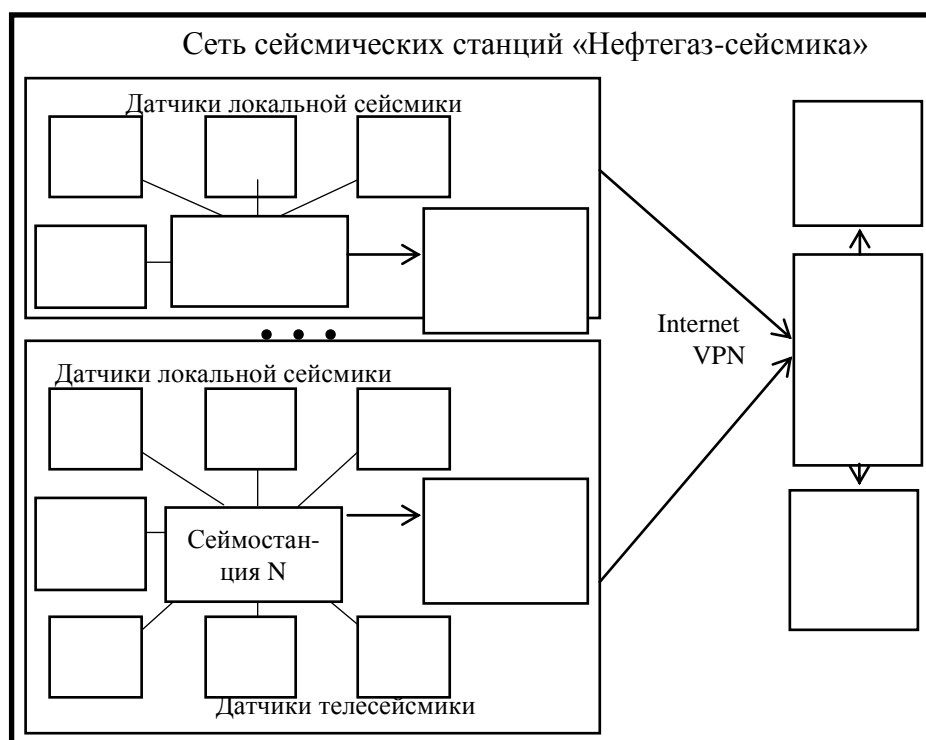 Сеть сейсмических станций «Нефтегаз-сейсмика»
Датчики локальной сейсмики
Internet
VPN
Датчики локальной сейсмики
Сеймостан-
ция N
Датчики телесейсмики